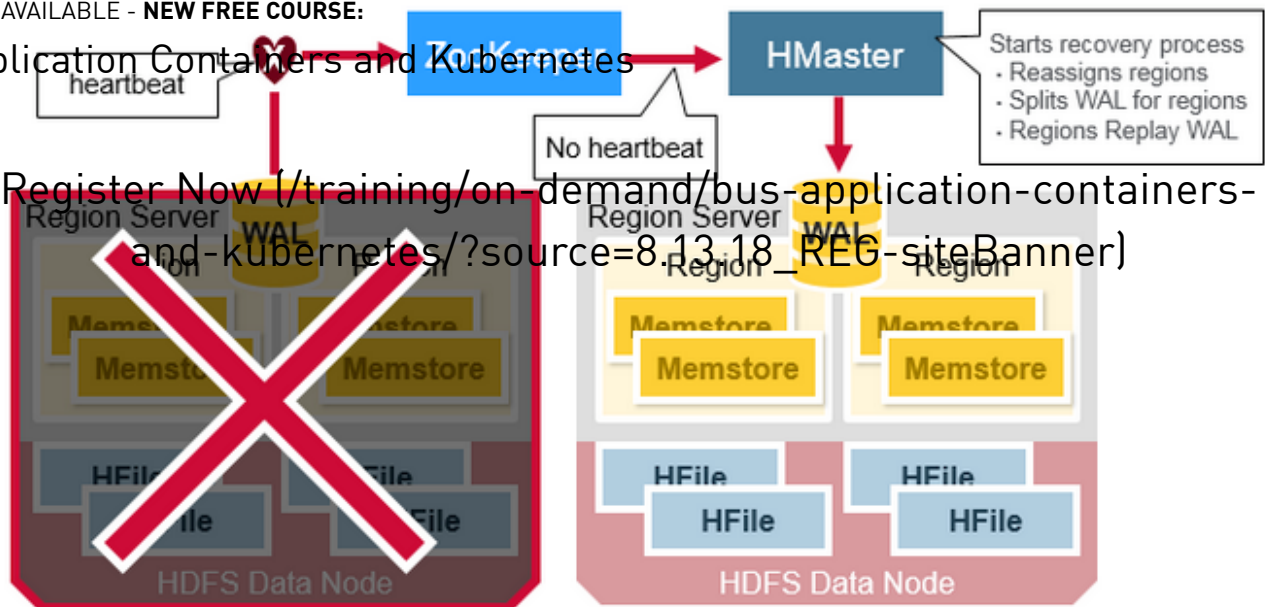 AVAILABLE - NEW FREE COURSE:
plication Containers and Kubernetes
heartbeat
ZooKeeper
HMaster
Starts recovery process
· Reassigns regions
· Splits WAL for regions
· Regions Replay WAL
No heartbeat
Register Now (/training/on-demand/bus-application-containers-
and-kubernetes/?source=8.13.18_REG-siteBanner)
Region Server
WAL
Region Server
WAL
Region
Region
Memstore
Memstore
Memstore
Memstore
Memstore
HFile
HFile
HFile
HFile
HDFS Data Node
HDFS Data Node